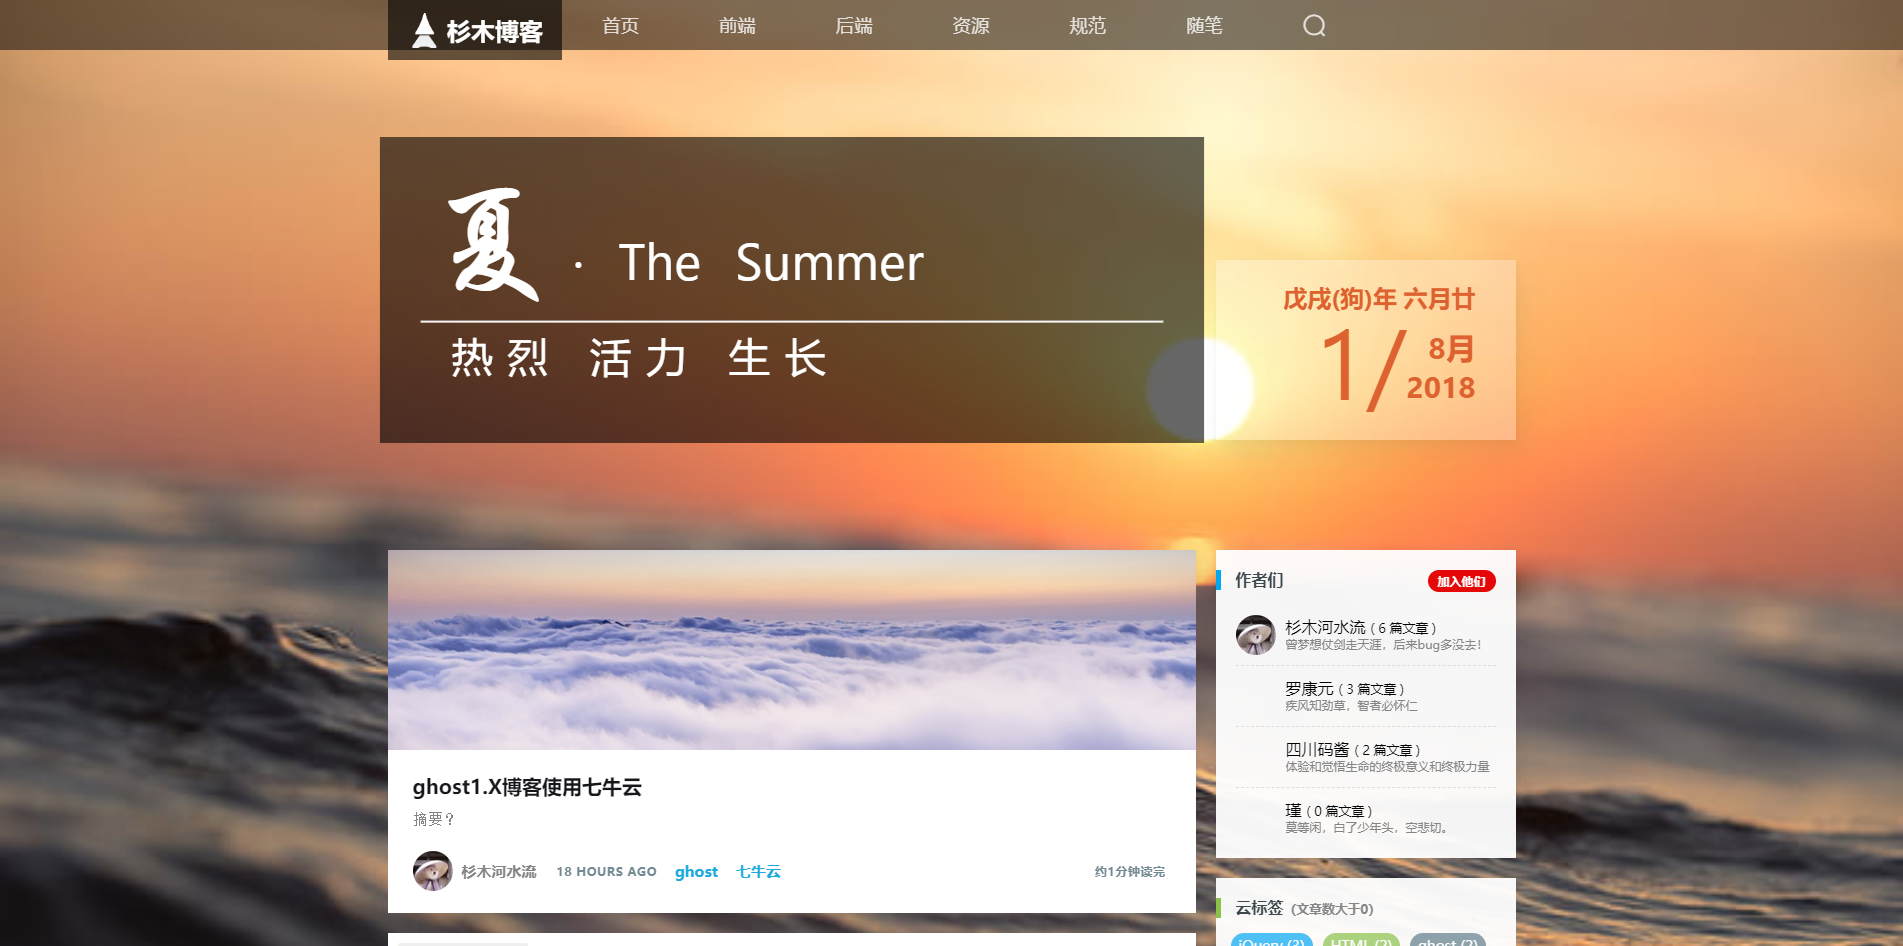 杉木博客 首页 前端 后端 资源 规范 随笔
夏 · The Summer
热烈 活力 生长
戊戌(狗)年 六月廿
1/ 8月
2018
ghost1.X博客使用七牛云
摘要？
杉木河水流 18 HOURS AGO ghost 七牛云 约1分钟读完
作者们 加入他们
杉木河水流 ( 6 篇文章 )
曾梦想仗剑走天涯，后来bug多没去!
罗康元 ( 3 篇文章 )
疾风知劲草，智者必怀仁
四川码酱 ( 2 篇文章 )
体验和觉悟生命的终极意义和终极力量
瑾 ( 0 篇文章 )
莫等闲，白了少年头，空悲切。
云标签 (文章数大于0)
jQuery (3) HTML (2) ghost (2)